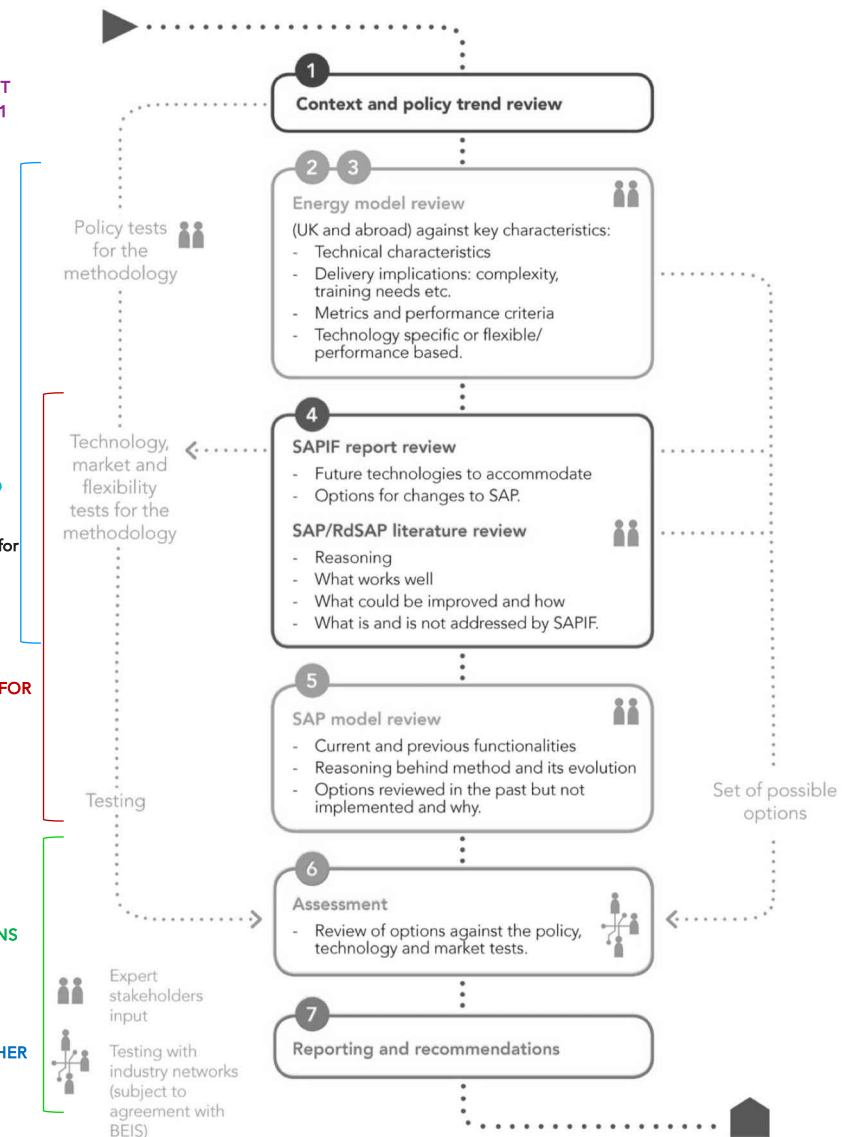 T
1
1
Context and policy trend review
2 3
Energy model review
(UK and abroad) against key characteristics:
- Technical characteristics
- Delivery implications: complexity,
training needs etc.
- Metrics and performance criteria
- Technology specific or flexible/
performance based.
Policy tests
for the
methodology
4
SAPIF report review
- Future technologies to accommodate
- Options for changes to SAP.
SAP/RdSAP literature review
- Reasoning
- What works well
- What could be improved and how
- What is and is not addressed by SAPIF.
Technology,
market and
flexibility
tests for the
methodology
for
FOR
5
SAP model review
- Current and previous functionalities
- Reasoning behind method and its evolution
- Options reviewed in the past but not
implemented and why.
Testing
Set of possible
options
6
Assessment
- Review of options against the policy,
technology and market tests.
NS
7
Reporting and recommendations
HER
Expert
stakeholders
input
Testing with
industry networks
(subject to
agreement with
BEIS)